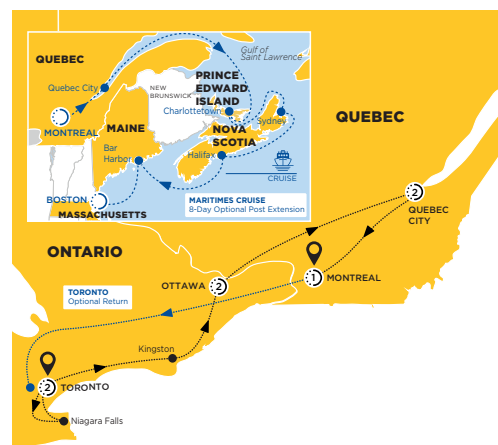 Gulf of
Saint Lawrence
QUEBEC
Quebec City
NEW
BRUNSWICK
PRINCE
EDWARD
ISLAND
Charlottetown
Sydney
MONTREAL
MAINE
NOVA
SCOTIA
Bar
Harbor
Halifax
CRUISE
BOSTON
MASSACHUSETTS
MARITIMES CRUISE
8-Day Optional Post Extension
QUEBEC
2
QUEBEC
CITY
ONTARIO
OTTAWA
2
1
MONTREAL
TORONTO
Optional Return
Kingston
2
TORONTO
Niagara Falls